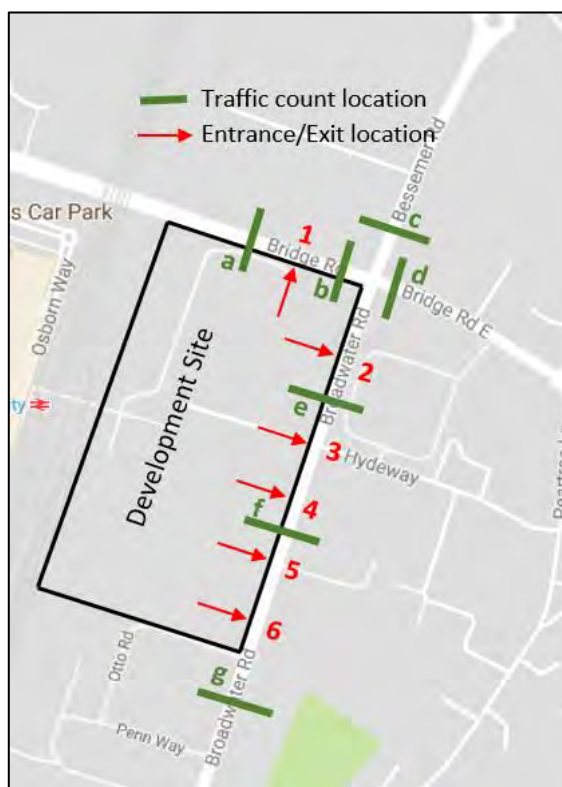 Traffic count location
Entrance/Exit location
Bessemer Rd
s Car Park
c
1
Bridge Rd
a
b
d
Bridge Rd E
Osborn Way
Broadwater Rd
2
e
ty
3
Hydeway
Development Site
4
f
5
6
Otto Rd
g
Broadwater Rd
Penn Way